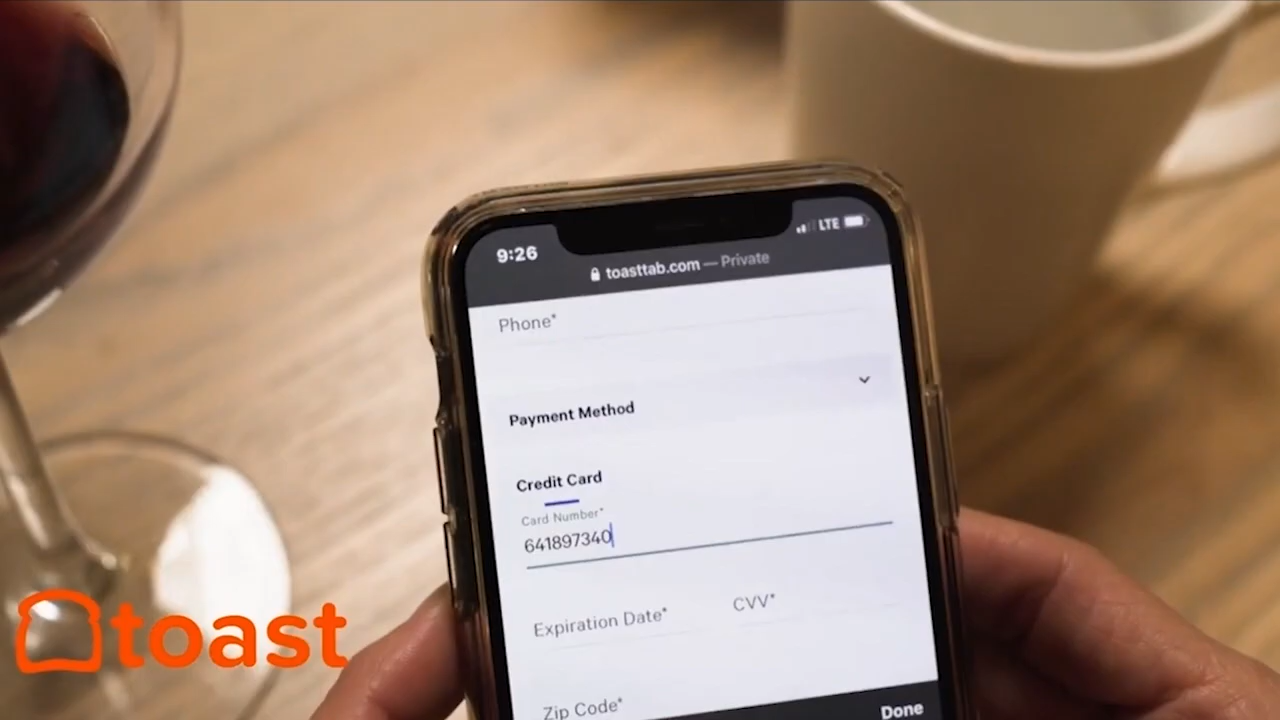 9:26
LTE
toasttab.com — Private
Phone*
Payment Method
Credit Card
Card Number*
641897340
Expiration Date*
CVV*
Zip Code*
Done
toast